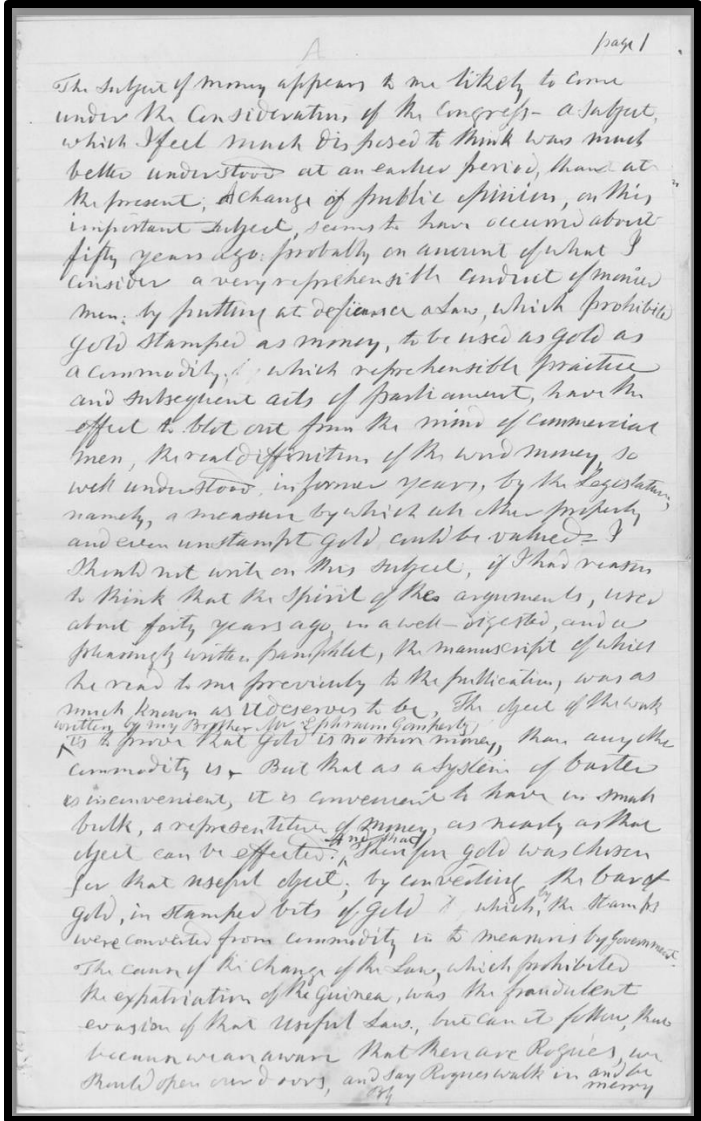 A
page 1
The subject of money appears to me likely to come
under the Consideration of the Congress - a subject,
which I feel much disposed to think was much
better understood at an earlier period, than at
the present; A change of public opinion, on this
important subject, seems to have occurred about
fifty years ago: probably on account of what I
consider a very reprehensible conduct of monied
men: by putting at defiance a Law, which prohibited
gold stamped as money, to be used as gold as
a commodity; which reprehensible practice
and subsequent acts of parliament, have the
effect to blot out from the mind of commercial
men, the real diffinition of the word money, so
well understood in former years, by the Legislature,
namely, a measure by which all other property
and even unstampt gold could be valued - I
should not write on this subject, if I had reason
to think that the spirit of the arguments, used
about forty years ago in a well-digested, and a
pleasingly written pamphlet, the manuscript of which
he read to me previously to the publication, was as
much known as it deserves to be. The object of the work
written by my Brother Mr Ephraim Gompertz,
is to prove that gold is no more money, than any other
commodity is. But that as a system of barter
is inconvenient, it is convenient to have in small
bulk, a representative of money, as nearly as that
object can be effected. And that
Therefore gold was chosen
for that useful object; by converting the bar of
gold, in stamped bits of gold which, by the stamps
were converted from commodity in to measures by Government.
The cause of the change of the Law, which prohibited
the expatriation of the Guinea, was the fraudulent
evasion of that useful Law, but can it follow, that
because we are aware that there are Rogues, we
should open our doors, and say Rogues walk in and be
merry